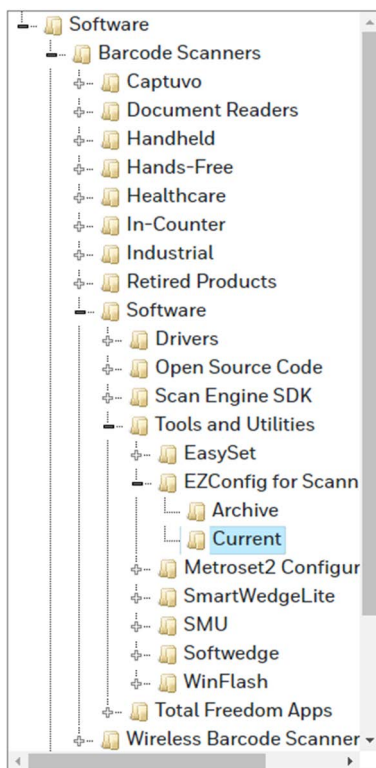 Software
Barcode Scanners
Captuvo
Document Readers
Handheld
Hands-Free
Healthcare
In-Counter
Industrial
Retired Products
Software
Drivers
Open Source Code
Scan Engine SDK
Tools and Utilities
EasySet
EZConfig for Scann
Archive
Current
Metroset2 Configur
SmartWedgeLite
SMU
Softwedge
WinFlash
Total Freedom Apps
Wireless Barcode Scanner